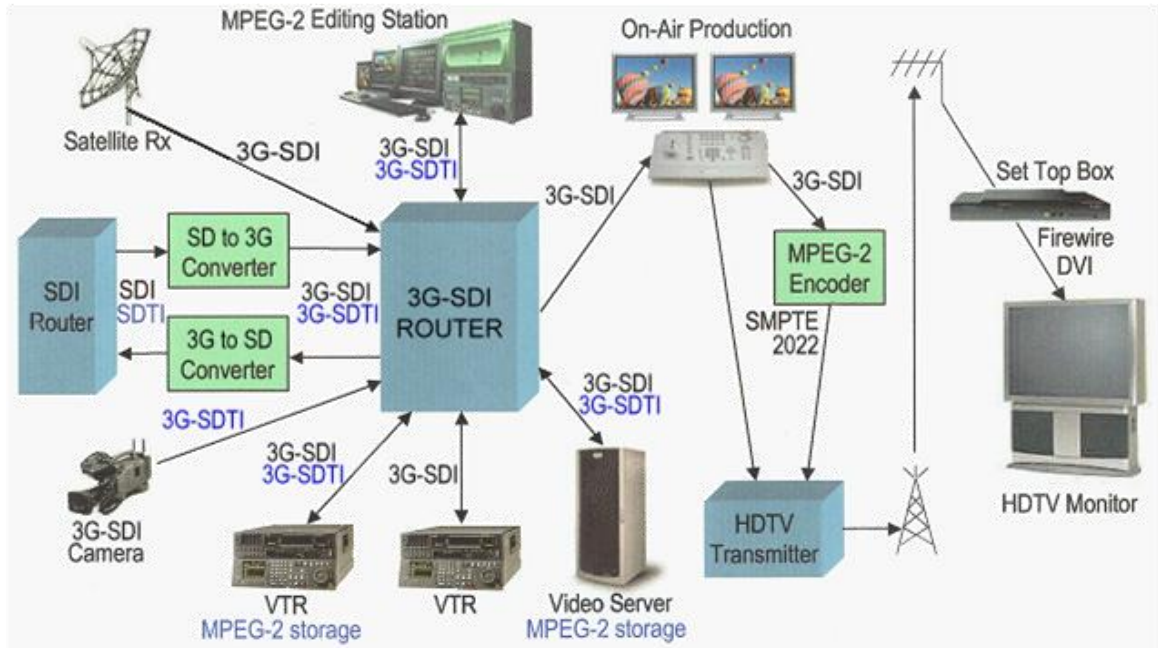 MPEG-2 Editing Station
On-Air Production
Satellite Rx
3G-SDI
3G-SDI
3G-SDTI
3G-SDI
3G-SDI
Set Top Box
Firewire
DVI
SDI
Router
SD to 3G
Converter
SDI
SDTI
3G-SDI
3G-SDTI
3G to SD
Converter
3G-SDI
ROUTER
MPEG-2
Encoder
SMPTE
2022
3G-SDTI
3G-SDI
3G-SDTI
3G-SDI
3G-SDI
3G-SDTI
3G-SDI
Camera
VTR
MPEG-2 storage
VTR
Video Server
MPEG-2 storage
HDTV
Transmitter
HDTV Monitor